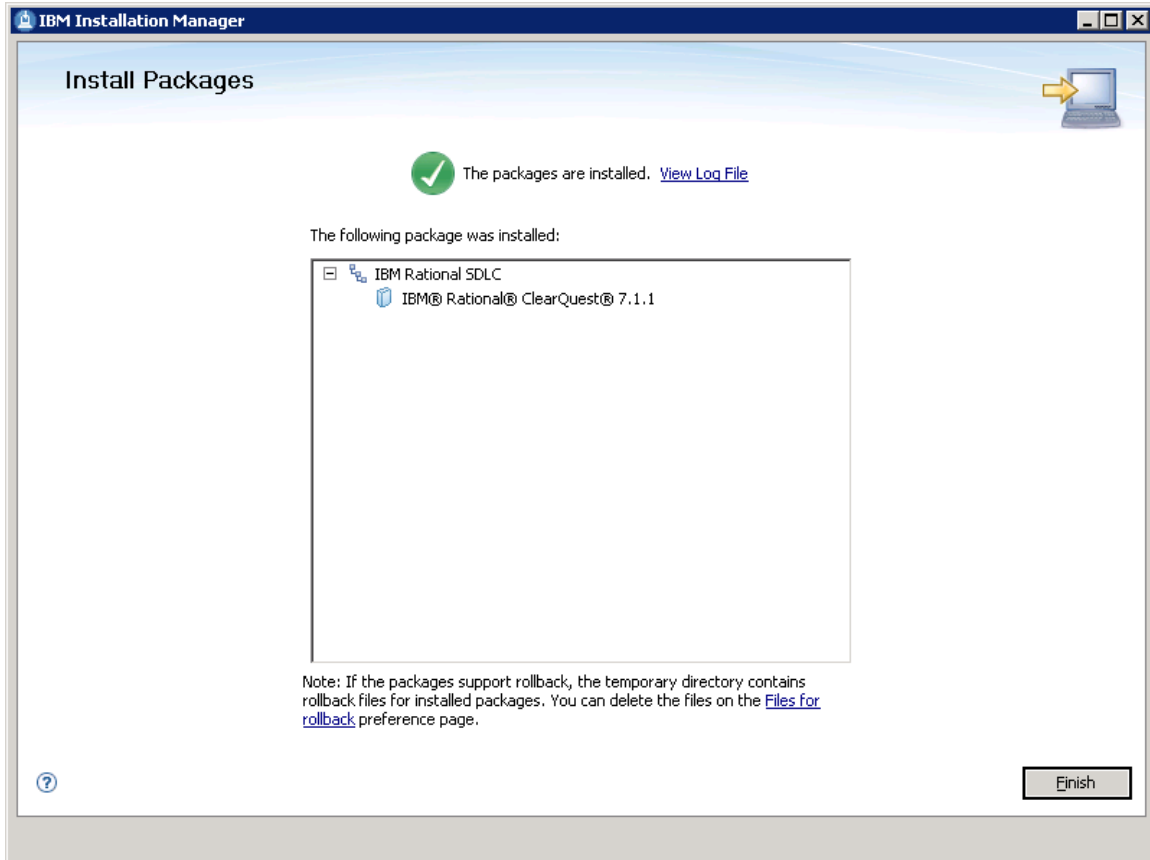 IBM Installation Manager
Install Packages
The packages are installed. View Log File
The following package was installed:
IBM Rational SDLC
IBM® Rational® ClearQuest® 7.1.1
Note: If the packages support rollback, the temporary directory contains
rollback files for installed packages. You can delete the files on the Files for
rollback preference page.
?
Finish